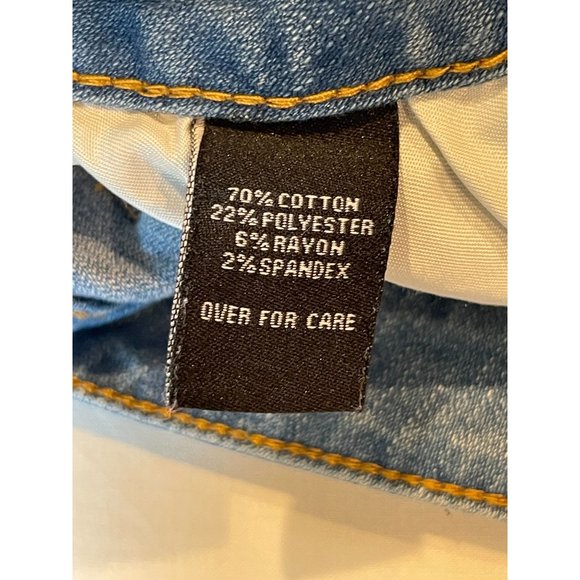 70% COTTON
22% POLYESTER
6% RAYON
2% SPANDEX
OVER FOR CARE